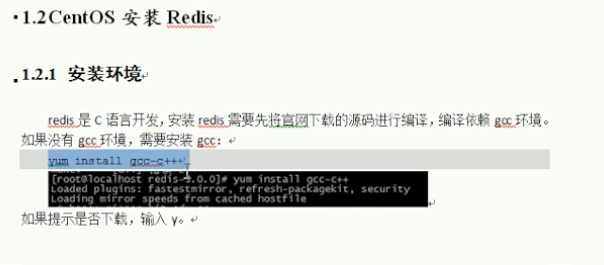 1.2CentOS 安装 Redis
1.2.1 安装环境
redis 是 C 语言开发，安装 redis 需要先将官网下载的源码进行编译，编译依赖 gcc 环境。
如果没有 gcc 环境，需要安装 gcc：
yum install gcc-c++
[root@localhost redis-3.0.0]# yum install gcc-c++
Loaded plugins: fastestmirror, refresh-packagekit, security
Loading mirror speeds from cached hostfile
如果提示是否下载，输入 y。